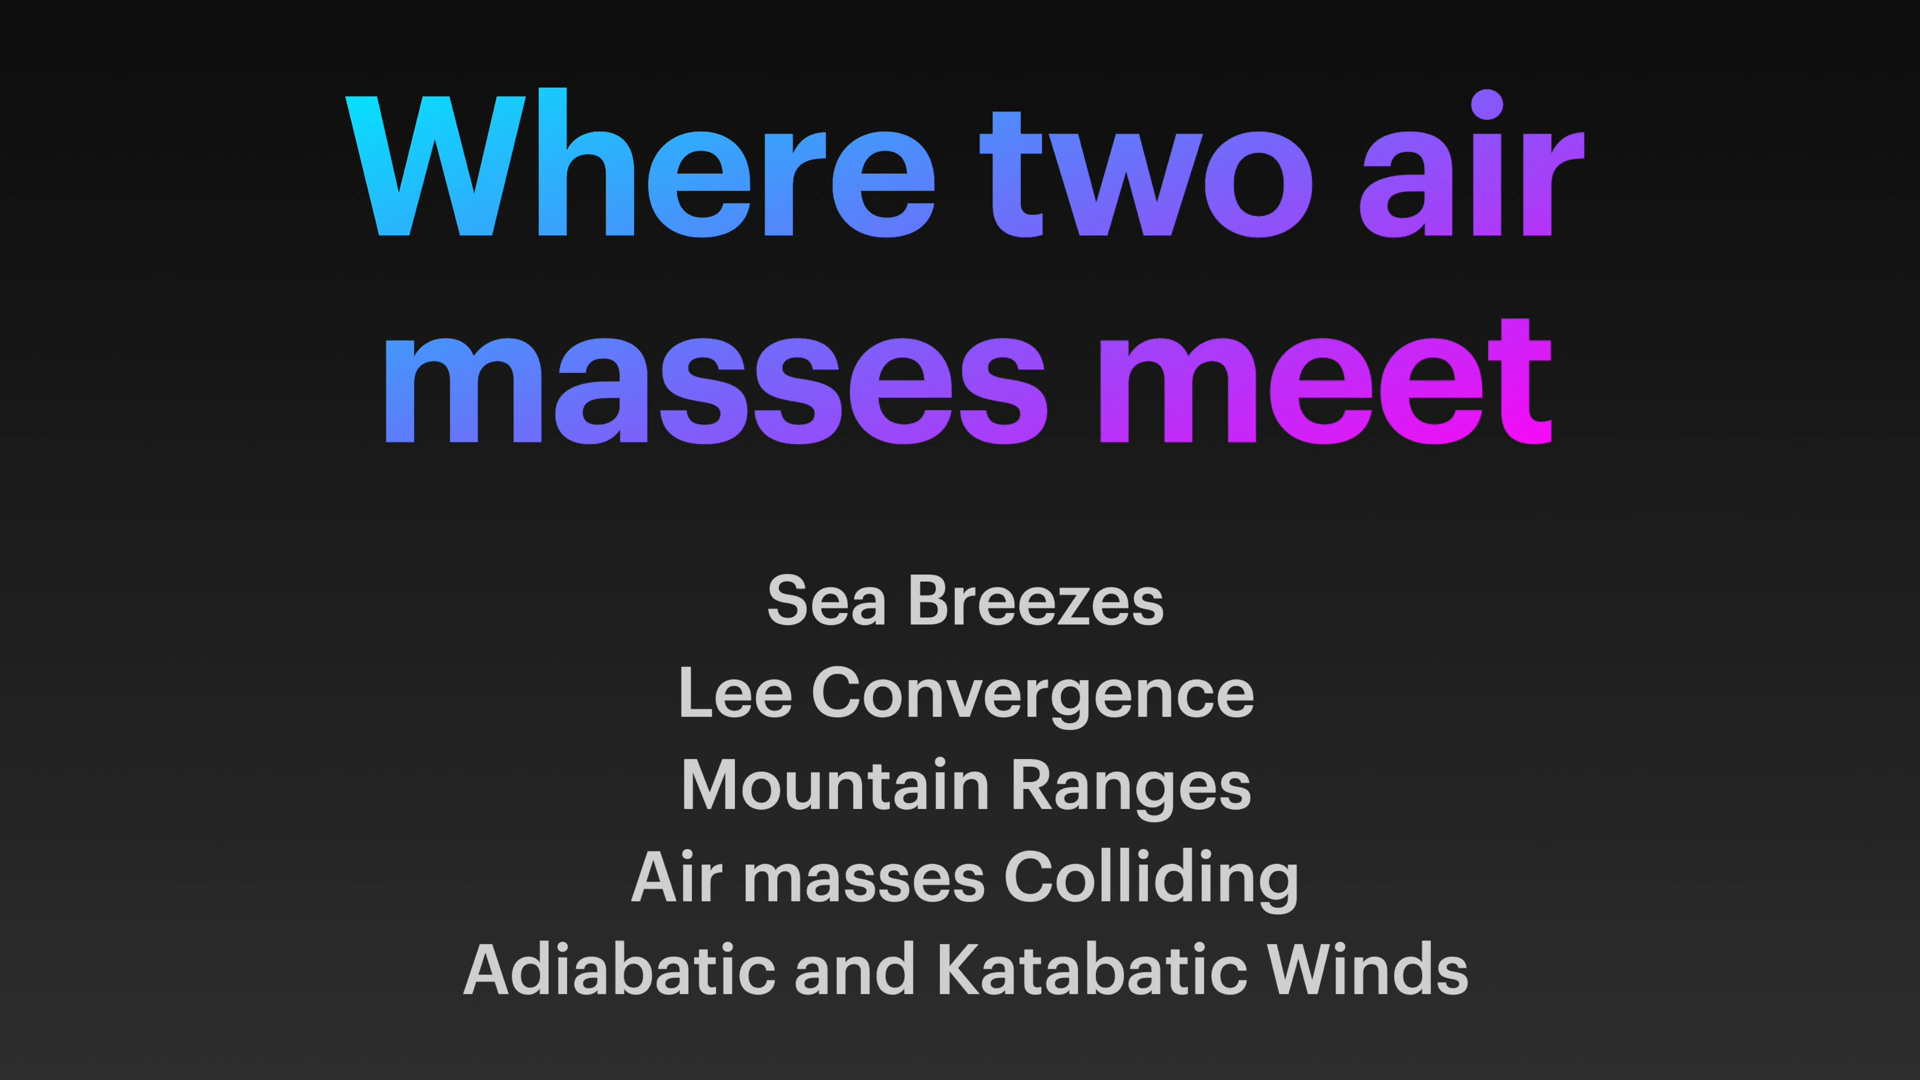 Where two air
masses meet
Sea Breezes
Lee Convergence
Mountain Ranges
Air masses Colliding
Adiabatic and Katabatic Winds